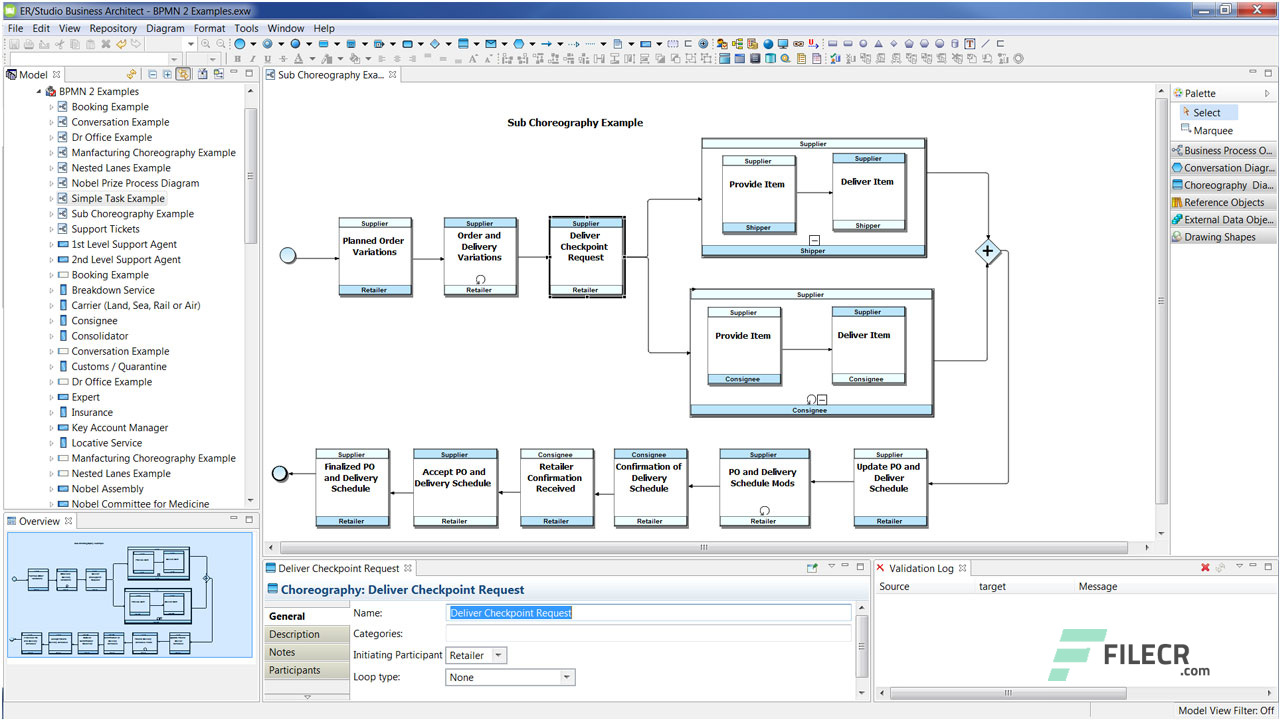 ER/Studio Business Architect - BPMN 2 Examples.exw
File Edit View Repository Diagram Format Tools Window Help
Model
Sub Choreography Exa...
BPMN 2 Examples
Booking Example
Conversation Example
Dr Office Example
Manfacturing Choreography Example
Nested Lanes Example
Nobel Prize Process Diagram
Simple Task Example
Sub Choreography Example
Support Tickets
1st Level Support Agent
2nd Level Support Agent
Booking Example
Breakdown Service
Carrier (Land, Sea, Rail or Air)
Consignee
Consolidator
Conversation Example
Customs / Quarantine
Dr Office Example
Expert
Insurance
Key Account Manager
Locative Service
Manfacturing Choreography Example
Nested Lanes Example
Nobel Assembly
Nobel Committee for Medicine
Overview
Sub Choreography Example
Supplier
Planned Order
Variations
Retailer
Supplier
Order and
Delivery
Variations
Retailer
Supplier
Deliver
Checkpoint
Request
Retailer
Supplier
Supplier
Provide Item
Shipper
Supplier
Deliver Item
Shipper
Shipper
Supplier
Supplier
Provide Item
Consignee
Supplier
Deliver Item
Consignee
Consignee
Supplier
Finalized PO
and Delivery
Schedule
Retailer
Supplier
Accept PO and
Delivery Schedule
Retailer
Consignee
Retailer
Confirmation
Received
Retailer
Consignee
Confirmation of
Delivery
Schedule
Retailer
Supplier
PO and Delivery
Schedule Mods
Retailer
Supplier
Update PO and
Deliver
Schedule
Retailer
Palette
Select
Marquee
Business Process O...
Conversation Diagr...
Choreography Dia...
Reference Objects
External Data Obje...
Drawing Shapes
Deliver Checkpoint Request
Choreography: Deliver Checkpoint Request
General
Description
Notes
Participants
Name: Deliver Checkpoint Request
Categories:
Initiating Participant Retailer
Loop type: None
Validation Log
Source target Message
FILECR
.com
Model View Filter: Off